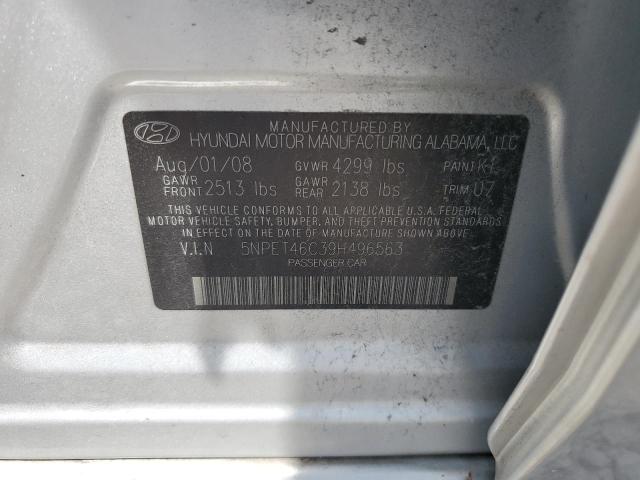 MANUFACTURED BY
HYUNDAI MOTOR MANUFACTURING ALABAMA, LLC
Aug/01/08 GVWR 4299 lbs PAINT K1
GAWR FRONT 2513 lbs GAWR REAR 2138 lbs TRIM U7
THIS VEHICLE CONFORMS TO ALL APPLICABLE U.S.A. FEDERAL
MOTOR VEHICLE SAFETY, BUMPER, AND THEFT PREVENTION STANDARDS
IN EFFECT ON THE DATE OF MANUFACTURE SHOWN ABOVE.
V.I.N 5NPET46C39H496563
PASSENGER CAR